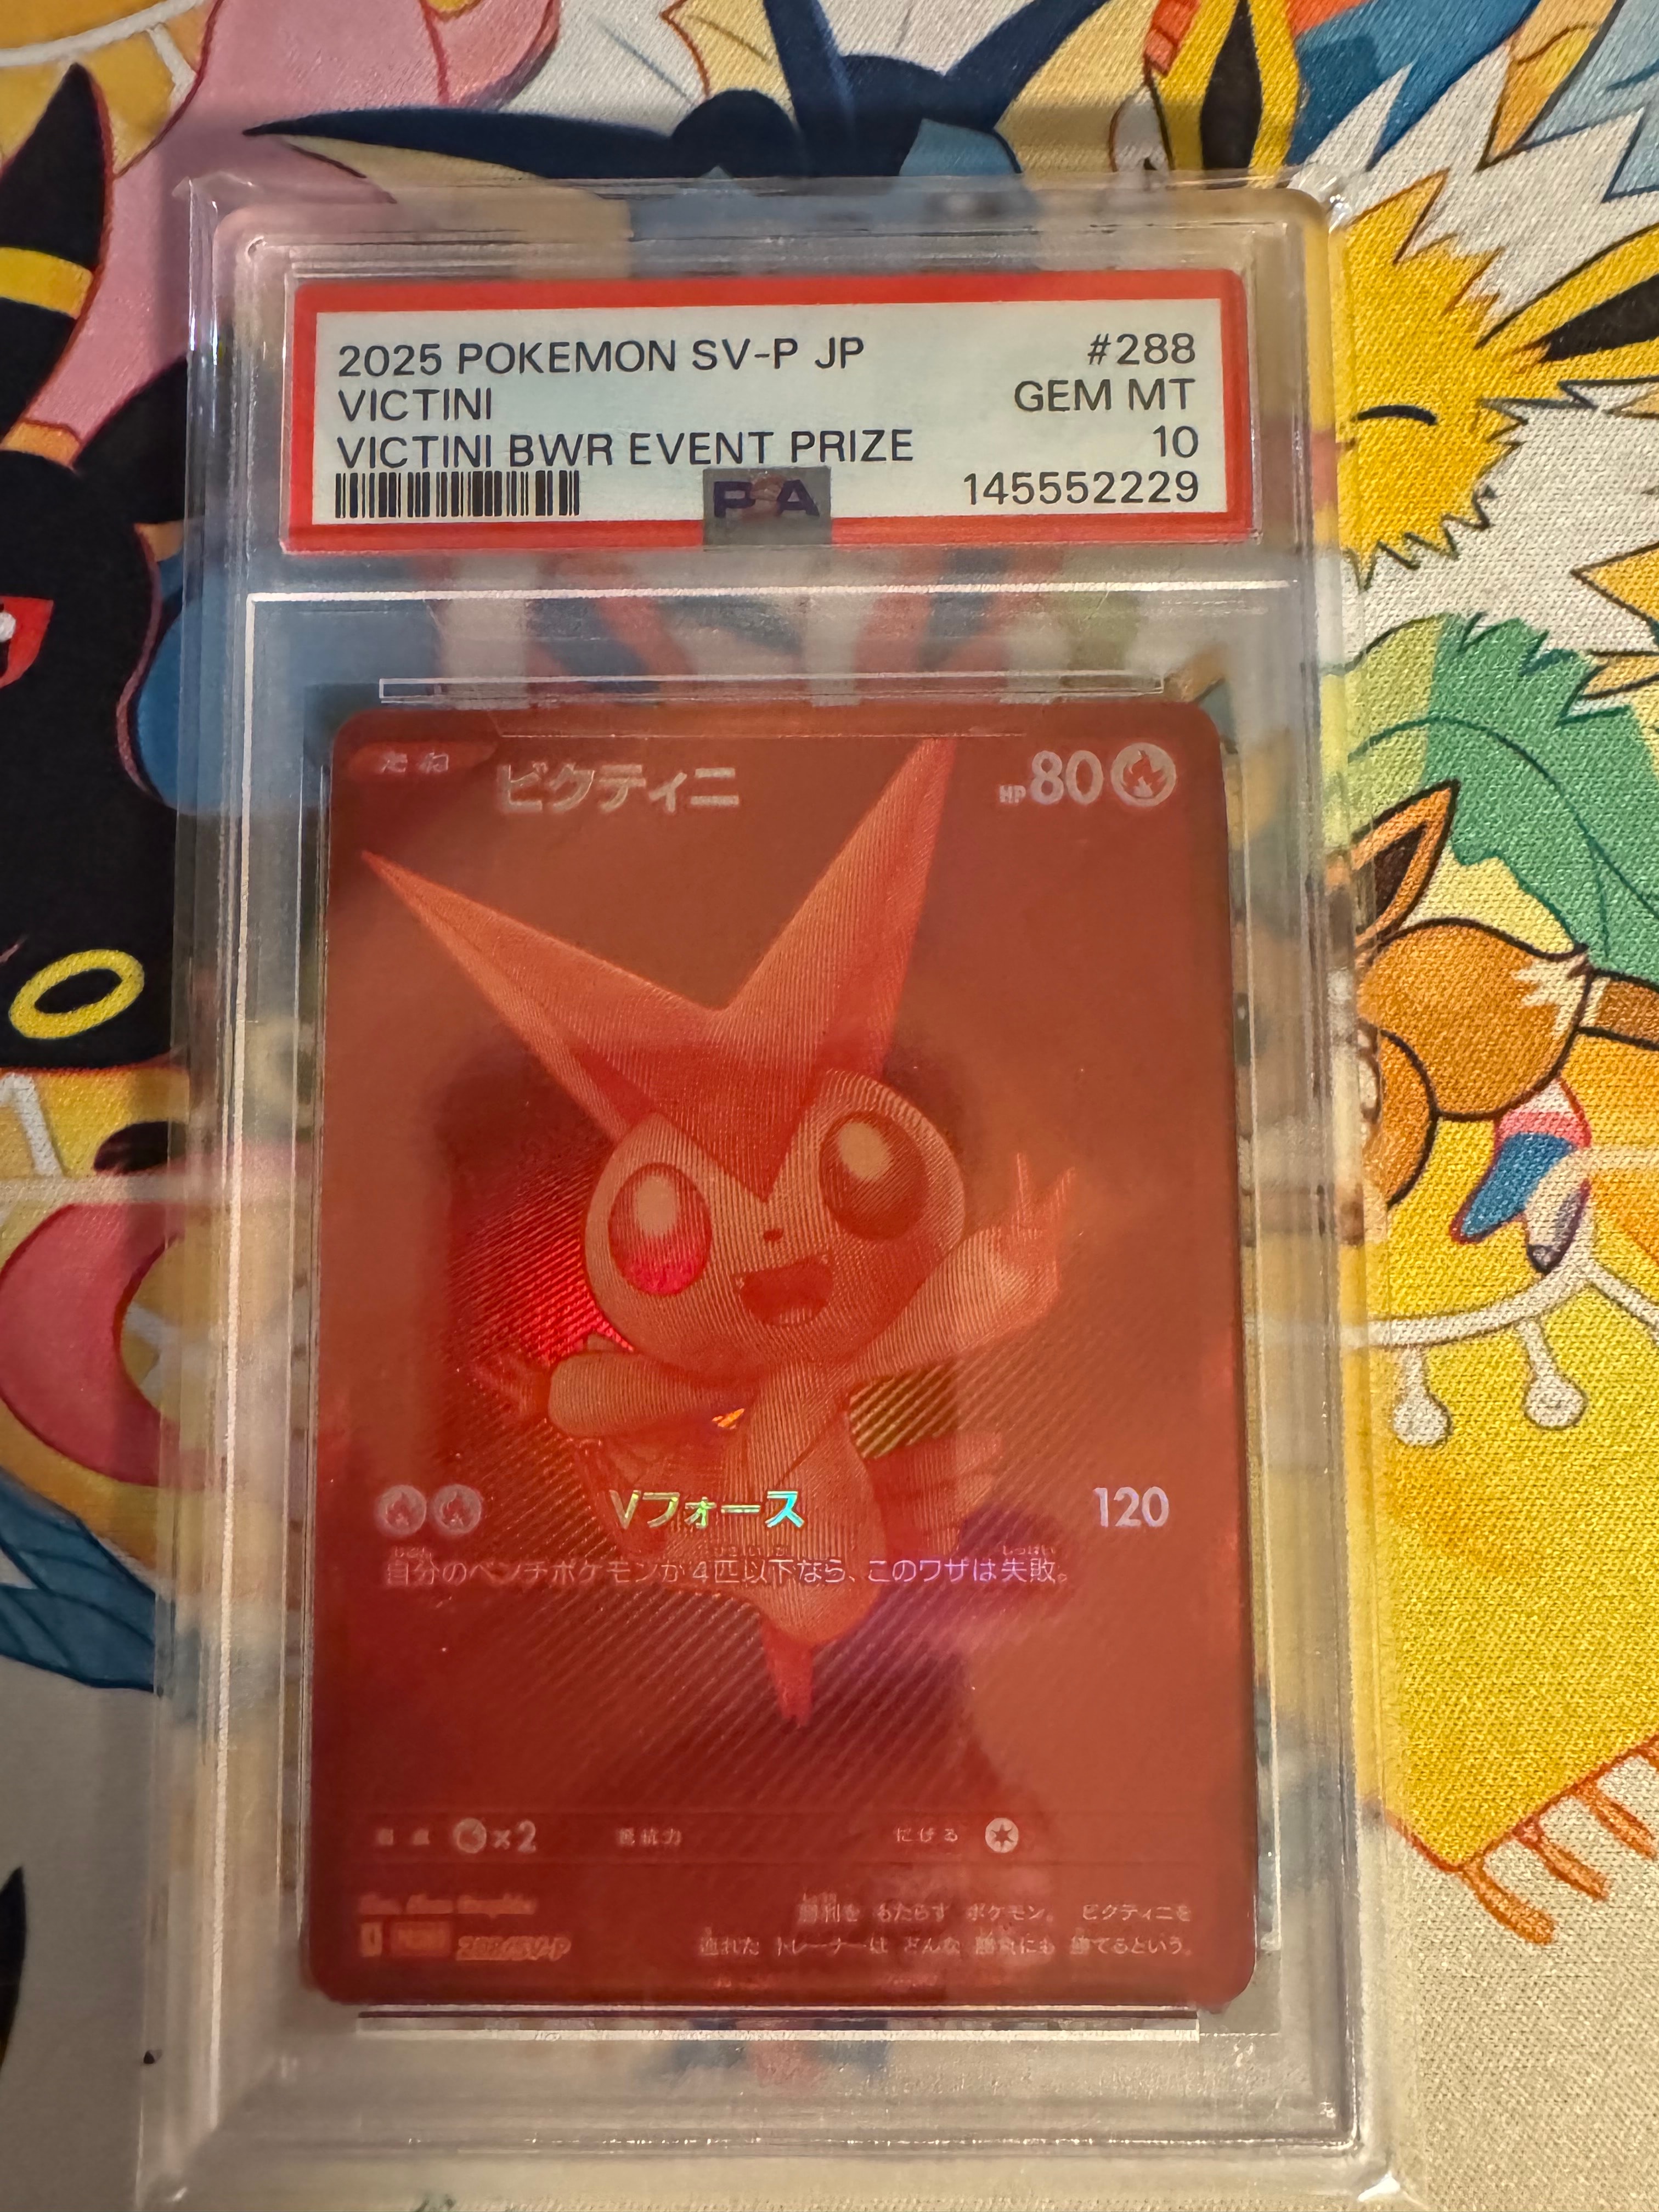 2025 POKEMON SV-P JP #288
VICTINI GEM MT
VICTINI BWR EVENT PRIZE 10
145552229
PSA
たね ビクティニ HP80
Vフォース 120
自分のベンチポケモンが4匹以下なら、このワザは失敗。
弱点 ×2 抵抗力 にげる
288/SV-P
勝利を もたらす ポケモン。 ビクティニを
連れた トレーナーは どんな 勝負にも 勝てるという。